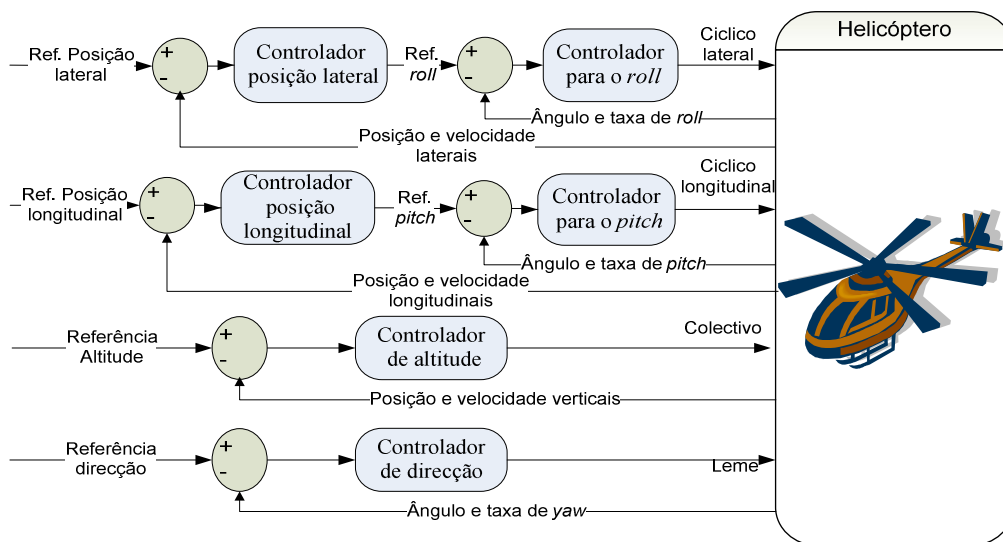 Helicóptero
Ref. Posição
lateral
+
-
Controlador
posição lateral
Ref.
roll
+
-
Controlador
para o roll
Ciclico
lateral
Ângulo e taxa de roll
Posição e velocidade
laterais
Ref. Posição
longitudinal
+
-
Controlador
posição
longitudinal
Ref.
pitch
+
-
Controlador
para o pitch
Ciclico
longitudinal
Ângulo e taxa de pitch
Posição e velocidade
longitudinais
Referência
Altitude
+
-
Controlador
de altitude
Colectivo
Posição e velocidade verticais
Referência
direcção
+
-
Controlador
de direcção
Leme
Ângulo e taxa de yaw